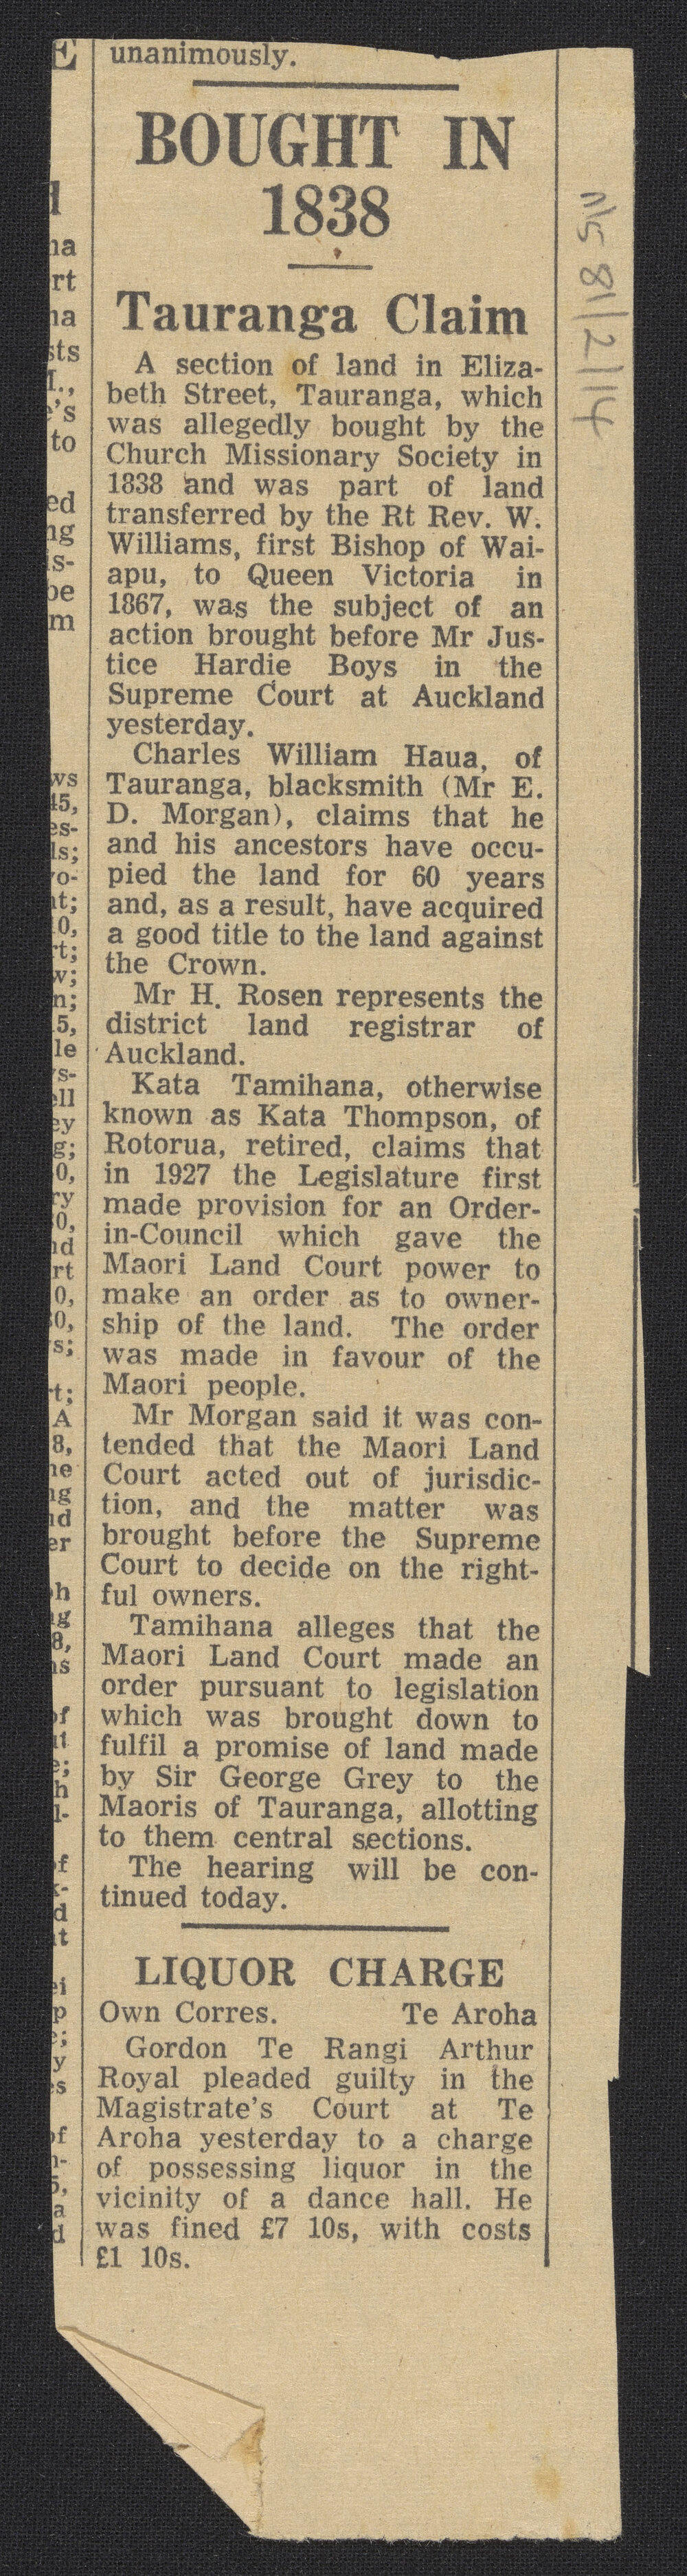 unanimously.
BOUGHT IN
1838
Tauranga Claim
A section of land in Eliza-
beth Street, Tauranga, which
was allegedly bought by the
Church Missionary Society in
1838 and was part of land
transferred by the Rt Rev. W.
Williams, first Bishop of Wai-
apu, to Queen Victoria in
1867, was the subject of an
action brought before Mr Jus-
tice Hardie Boys in the
Supreme Court at Auckland
yesterday.
Charles William Haua, of
Tauranga, blacksmith (Mr E.
D. Morgan), claims that he
and his ancestors have occu-
pied the land for 60 years
and, as a result, have acquired
a good title to the land against
the Crown.
Mr H. Rosen represents the
district land registrar of
Auckland.
Kata Tamihana, otherwise
known as Kata Thompson, of
Rotorua, retired, claims that
in 1927 the Legislature first
made provision for an Order-
in-Council which gave the
Maori Land Court power to
make an order as to owner-
ship of the land. The order
was made in favour of the
Maori people.
Mr Morgan said it was con-
tended that the Maori Land
Court acted out of jurisdic-
tion, and the matter was
brought before the Supreme
Court to decide on the right-
ful owners.
Tamihana alleges that the
Maori Land Court made an
order pursuant to legislation
which was brought down to
fulfil a promise of land made
by Sir George Grey to the
Maoris of Tauranga, allotting
to them central sections.
The hearing will be con-
tinued today.
LIQUOR CHARGE
Own Corres. Te Aroha
Gordon Te Rangi Arthur
Royal pleaded guilty in the
Magistrate's Court at Te
Aroha yesterday to a charge
of possessing liquor in the
vicinity of a dance hall. He
was fined £7 10s, with costs
£1 10s.
MS 81/2/14